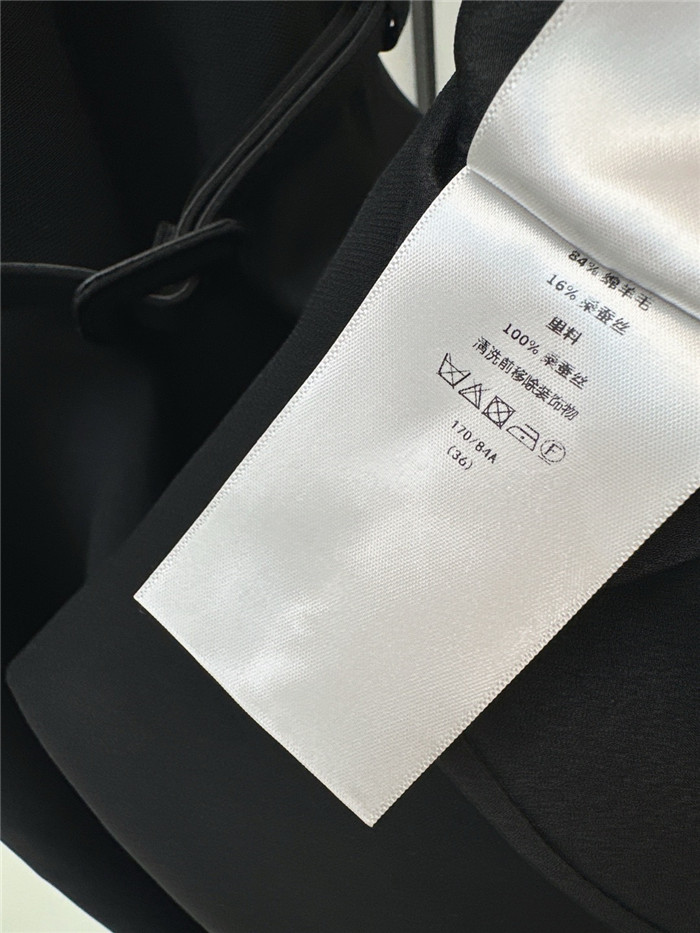 84% 绵羊毛
16% 桑蚕丝
里料
100% 桑蚕丝
清洗前移除装饰物
F
170/84A
(36)